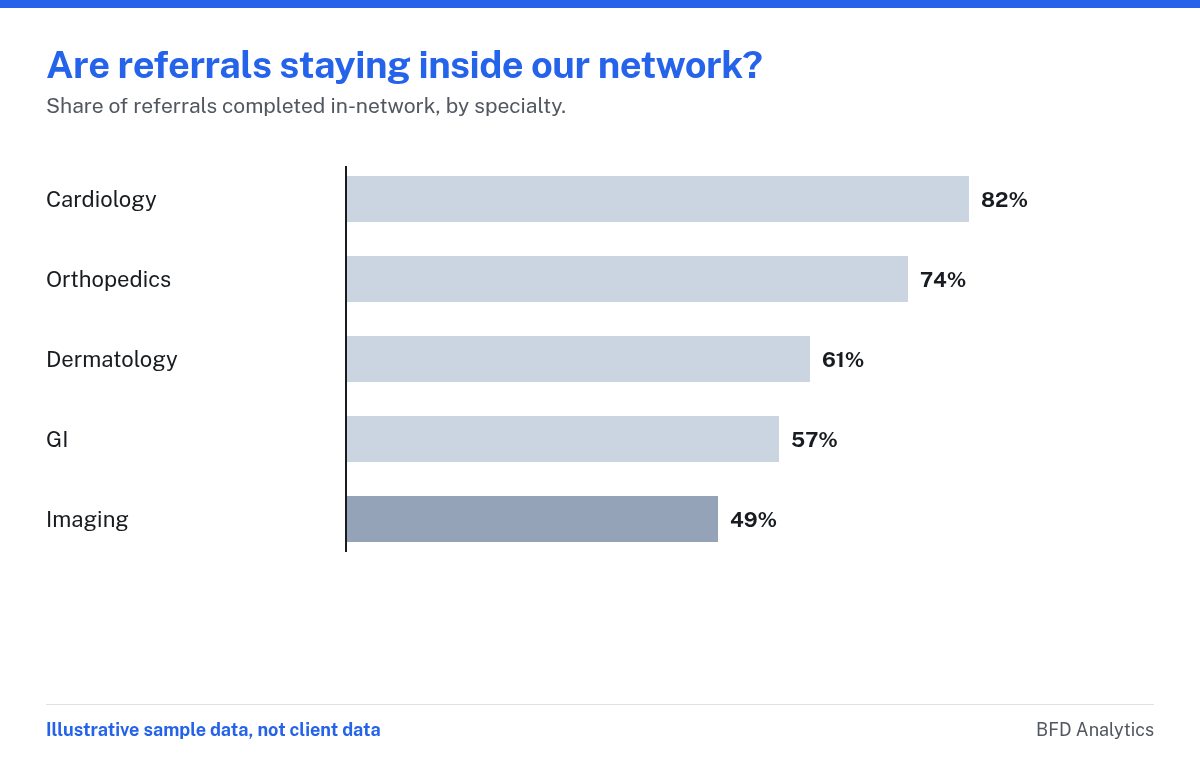 Are referrals staying inside our network?
Share of referrals completed in-network, by specialty.
Cardiology 82%
Orthopedics 74%
Dermatology 61%
GI 57%
Imaging 49%
Illustrative sample data, not client data
BFD Analytics